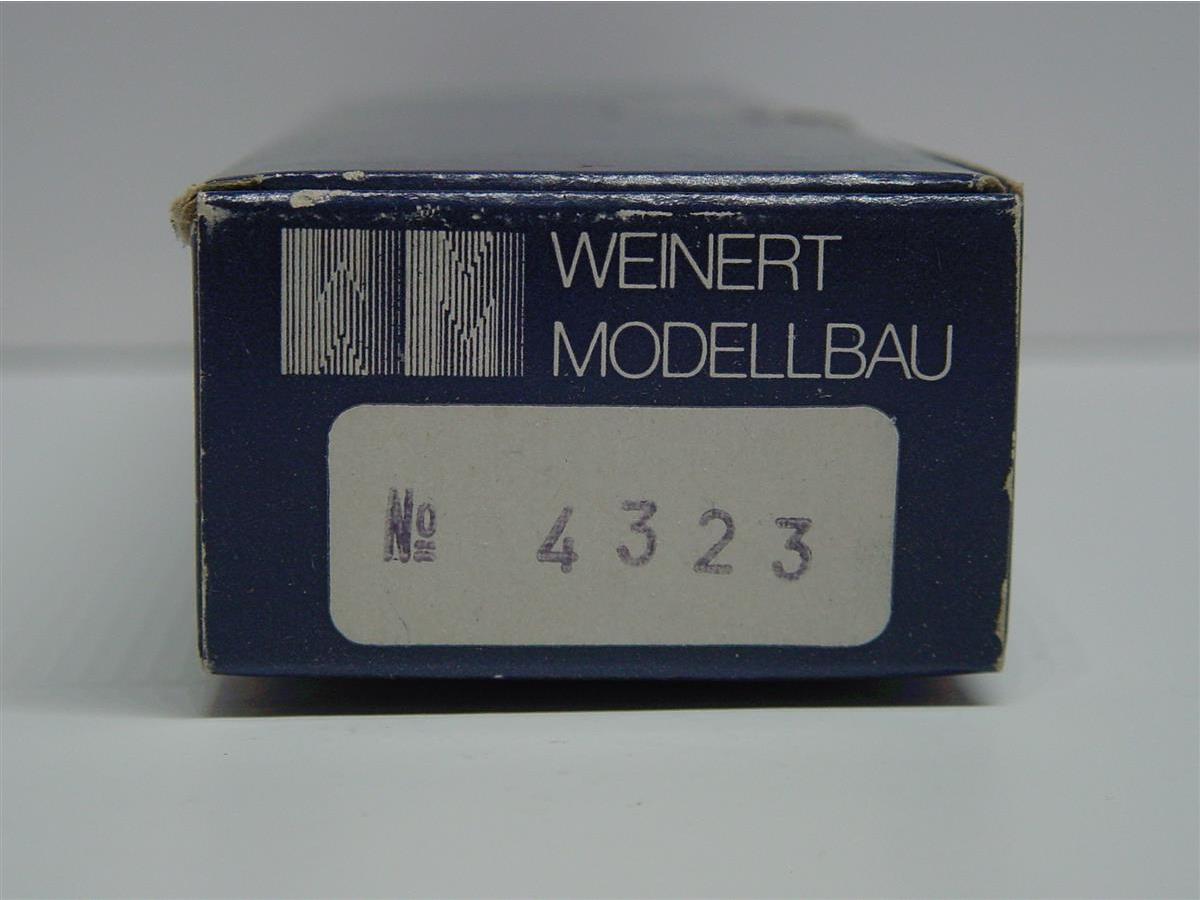 WEINERT
MODELLBAU
№ 4323